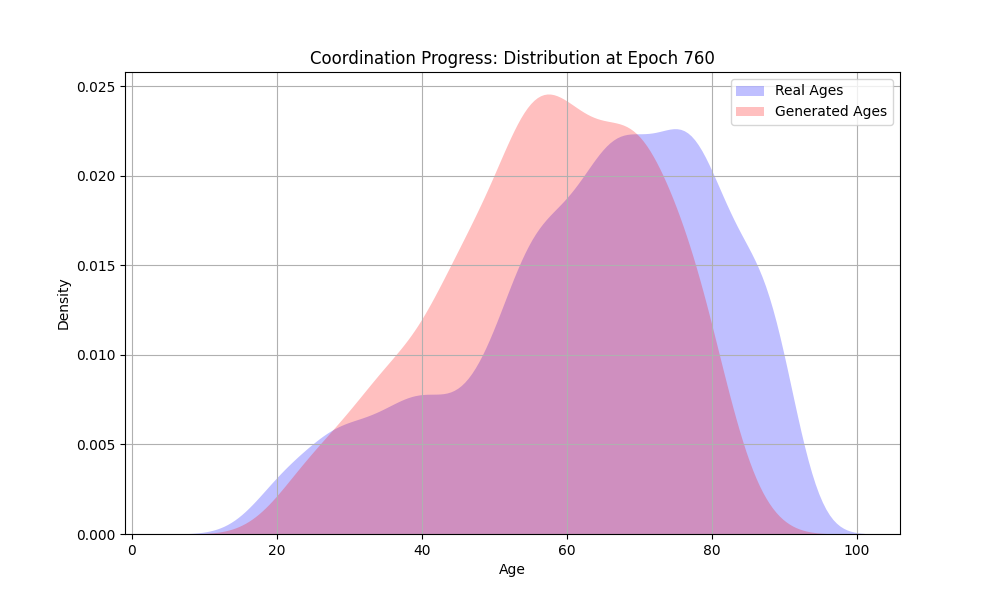 Coordination Progress: Distribution at Epoch 760
Real Ages
Generated Ages
0.025
0.020
0.015
0.010
0.005
0.000
Density
0 20 40 60 80 100
Age